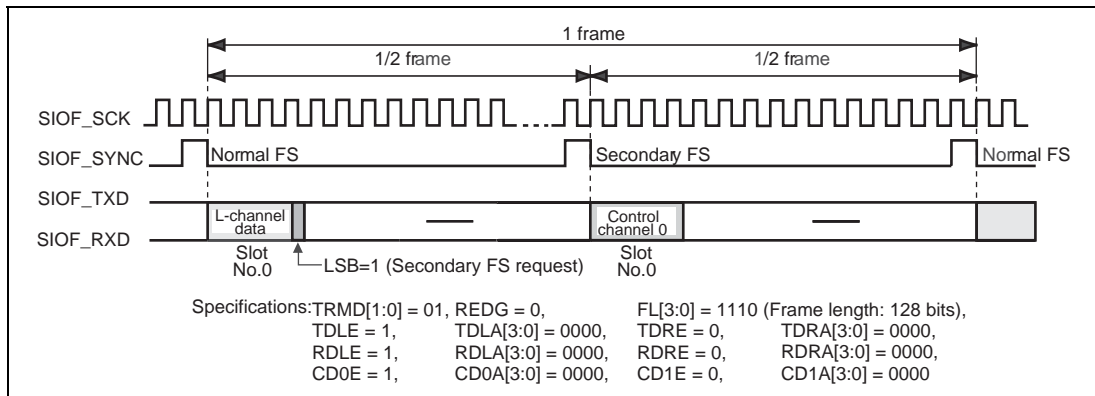 1 frame
1/2 frame 1/2 frame
SIOF_SCK
SIOF_SYNC Normal FS Secondary FS Normal FS
SIOF_TXD
L-channel data
Control channel 0
SIOF_RXD
Slot No.0
LSB=1 (Secondary FS request)
Slot No.0
Specifications: TRMD[1:0] = 01, REDG = 0, FL[3:0] = 1110 (Frame length: 128 bits),
TDLE = 1, TDLA[3:0] = 0000, TDRE = 0, TDRA[3:0] = 0000,
RDLE = 1, RDLA[3:0] = 0000, RDRE = 0, RDRA[3:0] = 0000,
CD0E = 1, CD0A[3:0] = 0000, CD1E = 0, CD1A[3:0] = 0000